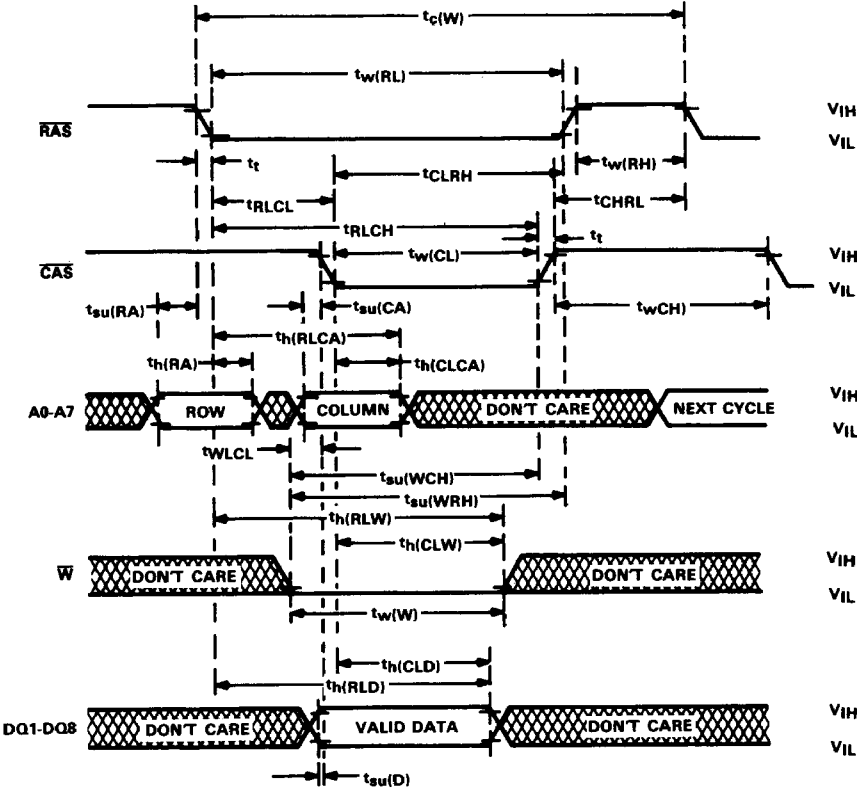 tc(W)
tw(RL)
RAS
VIH
VIL
tt
tCLRH
tw(RH)
tRLCL
tCHRL
tRLCH
tt
CAS
tw(CL)
VIH
VIL
tsu(RA)
tsu(CA)
twCH)
th(RLCA)
th(RA)
th(CLCA)
A0-A7
ROW
COLUMN
DON'T CARE
NEXT CYCLE
VIH
VIL
tWLCL
tsu(WCH)
tsu(WRH)
th(RLW)
th(CLW)
W
DON'T CARE
DON'T CARE
VIH
VIL
tw(W)
th(CLD)
th(RLD)
DQ1-DQ8
DON'T CARE
VALID DATA
DON'T CARE
VIH
VIL
tsu(D)